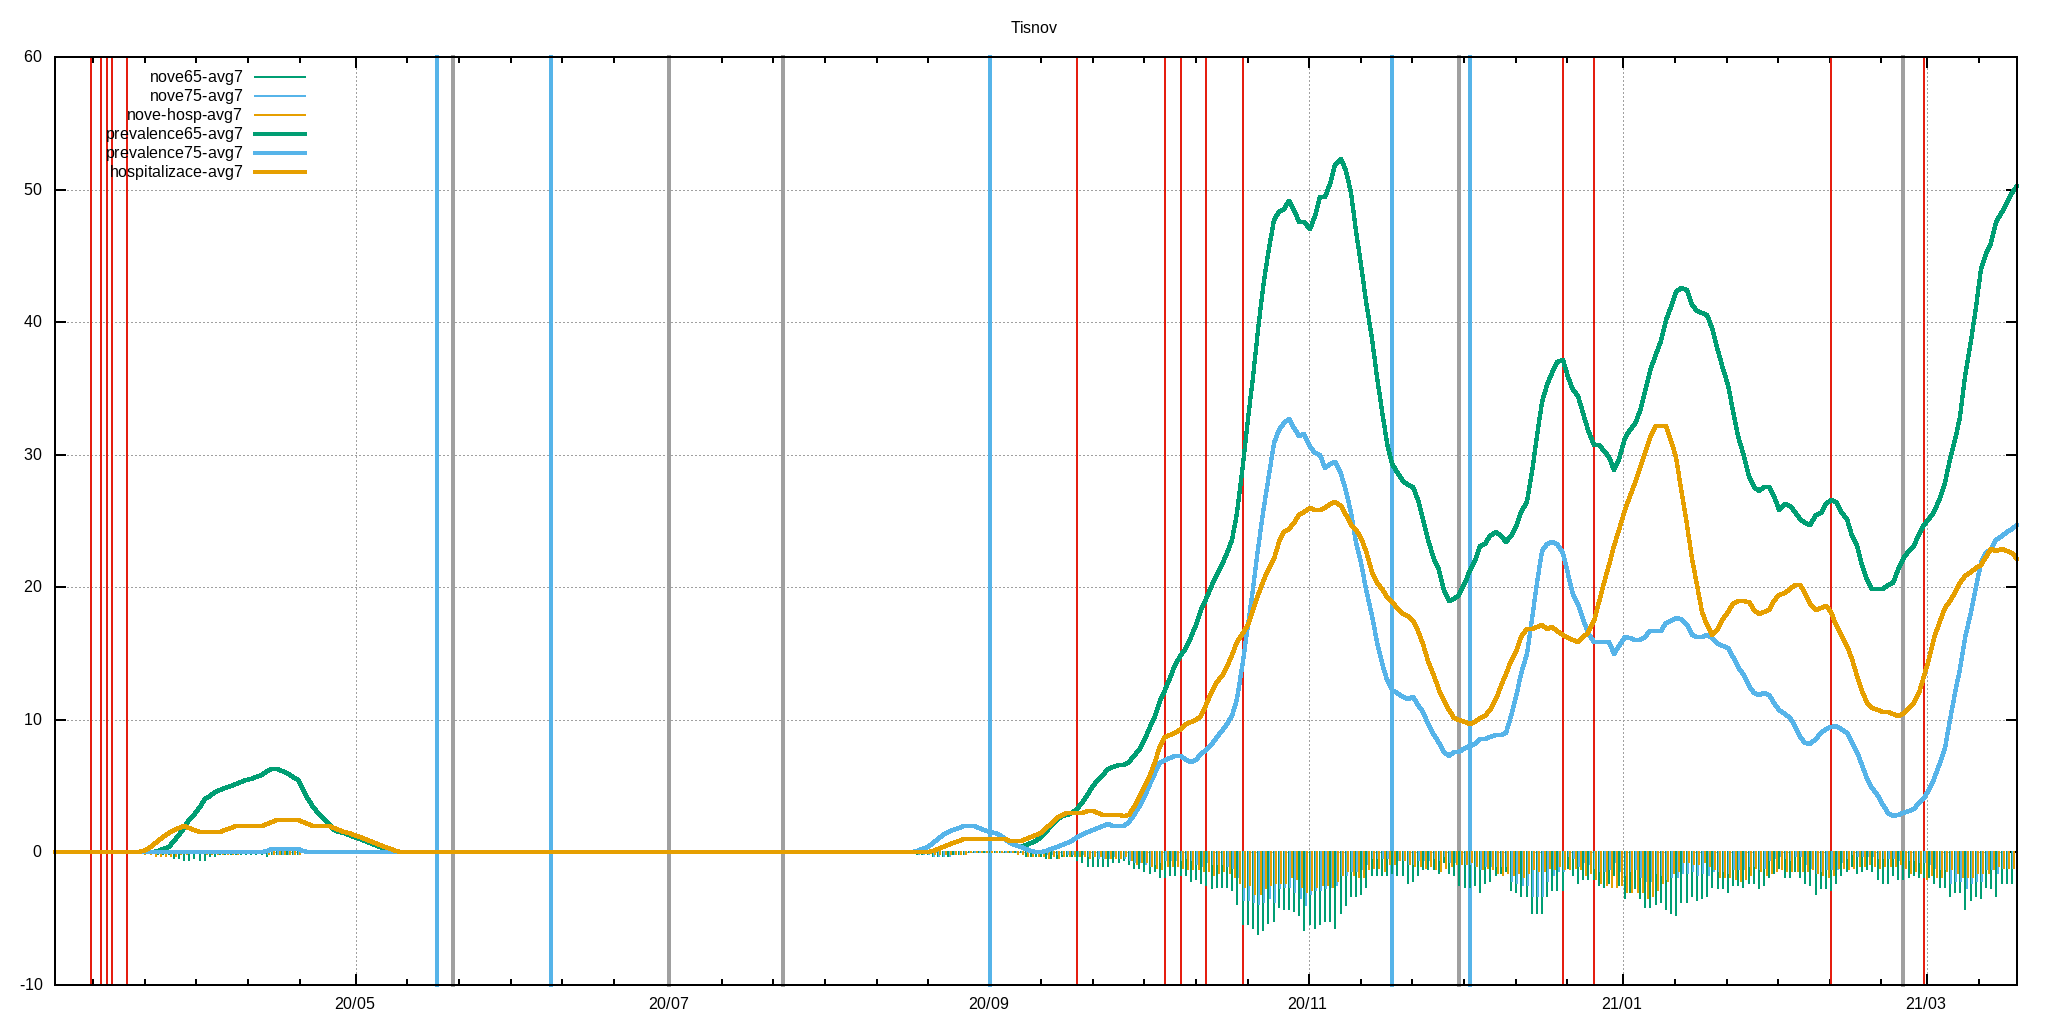 Tisnov
60
50
40
30
20
10
0
-10
nove65-avg7
nove75-avg7
nove-hosp-avg7
prevalence65-avg7
prevalence75-avg7
hospitalizace-avg7
20/05 20/07 20/09 20/11 21/01 21/03